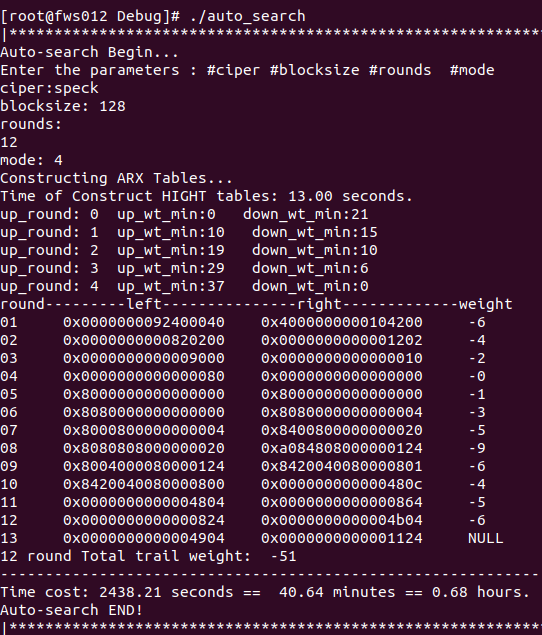 [root@fws012 Debug]# ./auto_search
|************************************************************
Auto-search Begin...
Enter the parameters : #ciper #blocksize #rounds  #mode
ciper:speck
blocksize: 128
rounds:
12
mode: 4
Constructing ARX Tables...
Time of Construct HIGHT tables: 13.00 seconds.
up_round: 0  up_wt_min:0   down_wt_min:21
up_round: 1  up_wt_min:10   down_wt_min:15
up_round: 2  up_wt_min:19   down_wt_min:10
up_round: 3  up_wt_min:29   down_wt_min:6
up_round: 4  up_wt_min:37   down_wt_min:0
round---------left---------------right-------------weight
01     0x0000000092400040    0x4000000000104200     -6
02     0x0000000000820200    0x0000000000001202     -4
03     0x0000000000009000    0x0000000000000010     -2
04     0x0000000000000080    0x0000000000000000     -0
05     0x8000000000000000    0x8000000000000000     -1
06     0x8080000000000000    0x8080000000000004     -3
07     0x8000800000000004    0x8400800000000020     -5
08     0x8080808000000020    0xa084808000000124     -9
09     0x8004000080000124    0x8420040080000801     -6
10     0x8420040080000800    0x000000000000480c     -4
11     0x0000000000004804    0x0000000000000864     -5
12     0x0000000000000824    0x0000000000004b04     -6
13     0x0000000000004904    0x0000000000001124     NULL
12 round Total trail weight:  -51
------------------------------------------------------------
Time cost: 2438.21 seconds ==  40.64 minutes == 0.68 hours.
Auto-search END!
|************************************************************